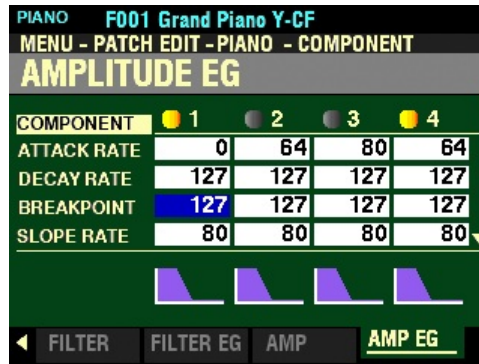 PIANO F001 Grand Piano Y-CF
MENU - PATCH EDIT - PIANO - COMPONENT
AMPLITUDE EG
COMPONENT 1 2 3 4
ATTACK RATE 0 64 80 64
DECAY RATE 127 127 127 127
BREAKPOINT 127 127 127 127
SLOPE RATE 80 80 80 80
FILTER FILTER EG AMP AMP EG